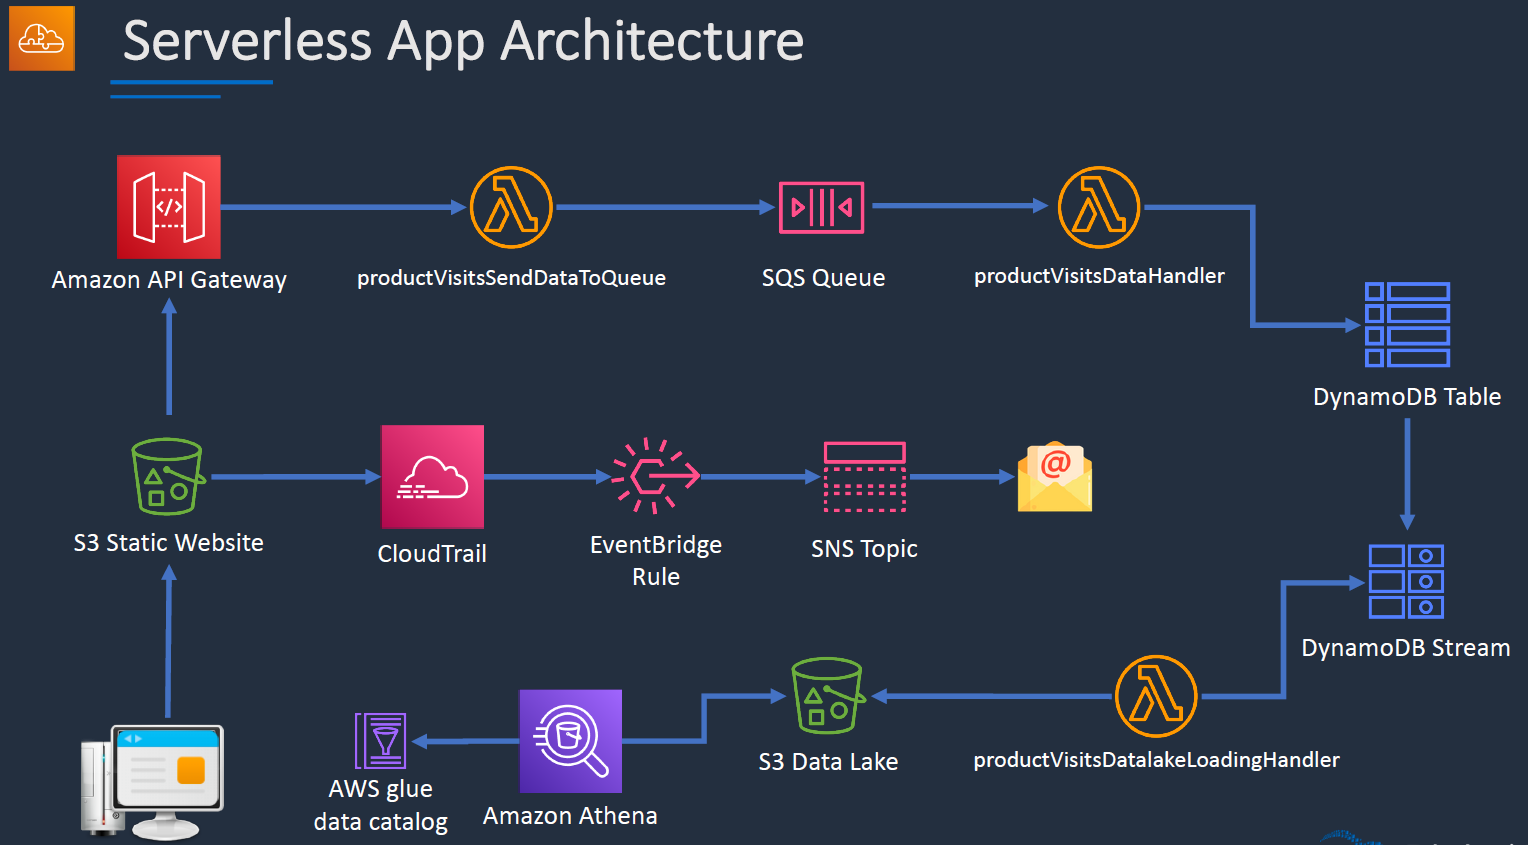 Serverless App Architecture
</>
Amazon API Gateway
productVisitsSendDataToQueue
SQS Queue
productVisitsDataHandler
DynamoDB Table
S3 Static Website
CloudTrail
EventBridge
Rule
SNS Topic
@
DynamoDB Stream
AWS glue
data catalog
Amazon Athena
S3 Data Lake
productVisitsDatalakeLoadingHandler